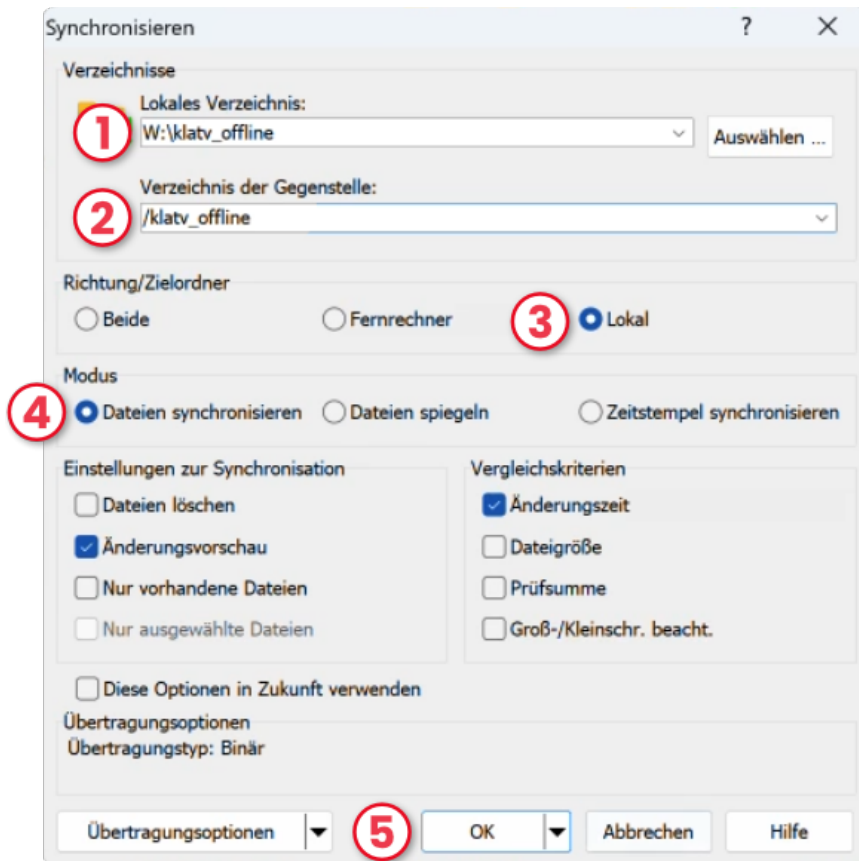 Synchronisieren ?
Verzeichnisse
Lokales Verzeichnis:
1 W:\klatv_offline Auswählen ...
Verzeichnis der Gegenstelle:
2 /klatv_offline
Richtung/Zielordner
Beide Fernrechner 3 Lokal
Modus
4 Dateien synchronisieren Dateien spiegeln Zeitstempel synchronisieren
Einstellungen zur Synchronisation Vergleichskriterien
Dateien löschen Änderungszeit
Änderungsvorschau Dateigröße
Nur vorhandene Dateien Prüfsumme
Nur ausgewählte Dateien Groß-/Kleinschr. beacht.
Diese Optionen in Zukunft verwenden
Übertragungsoptionen
Übertragungstyp: Binär
Übertragungsoptionen 5 OK Abbrechen Hilfe